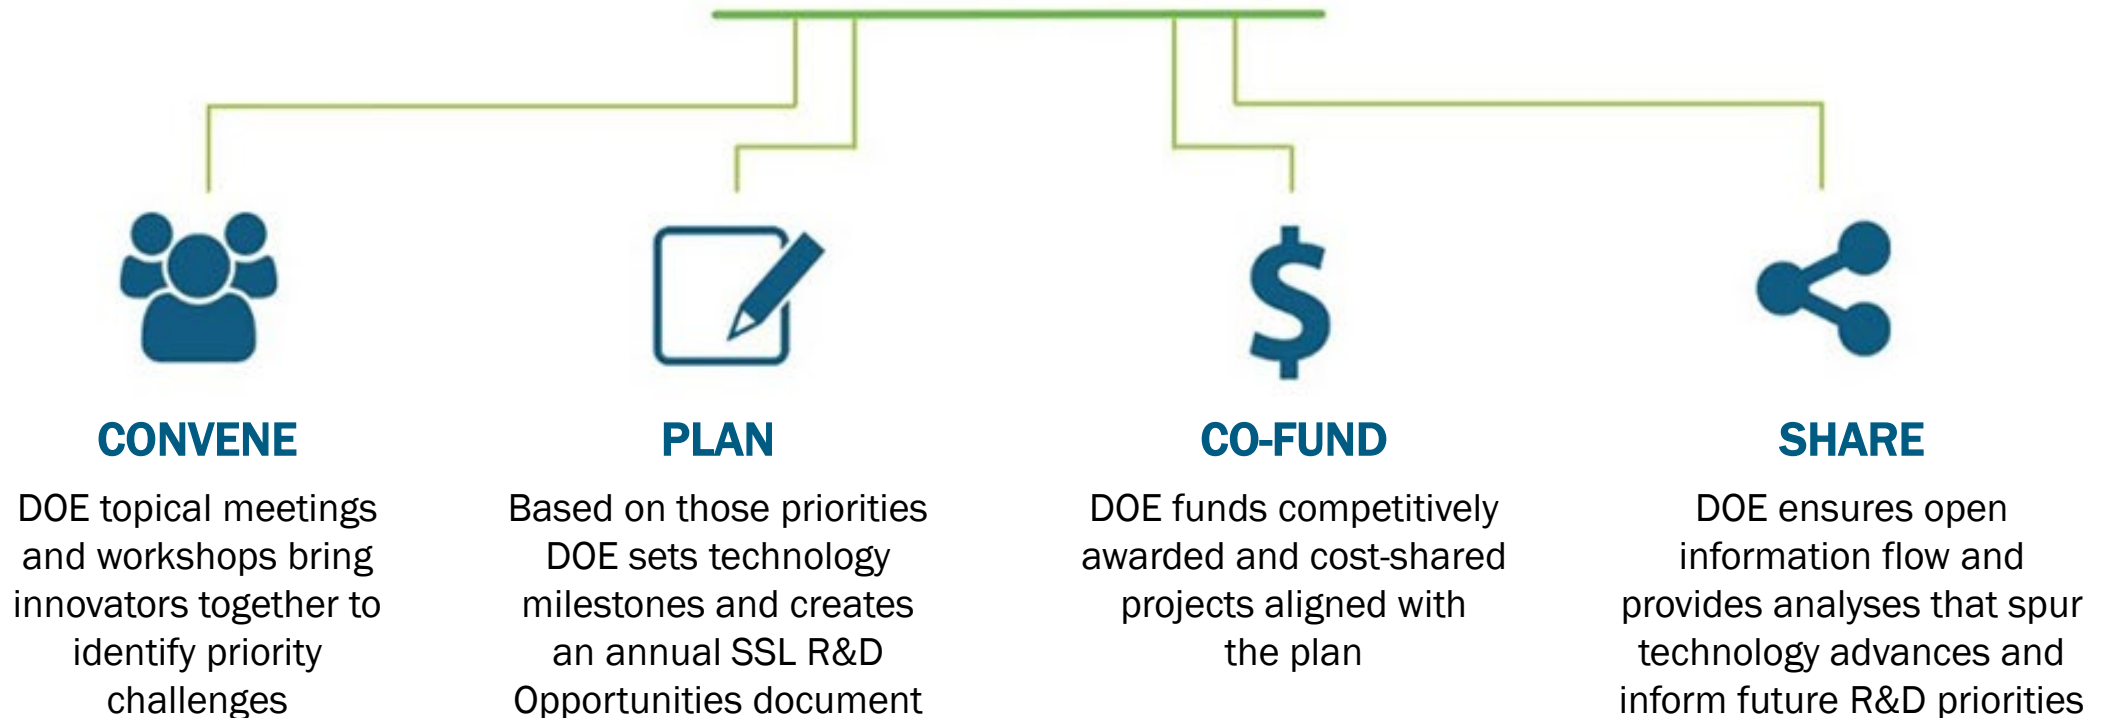 CONVENE
DOE topical meetings
and workshops bring
innovators together to
identify priority
challenges
PLAN
Based on those priorities
DOE sets technology
milestones and creates
an annual SSL R&D
Opportunities document
CO-FUND
DOE funds competitively
awarded and cost-shared
projects aligned with
the plan
SHARE
DOE ensures open
information flow and
provides analyses that spur
technology advances and
inform future R&D priorities